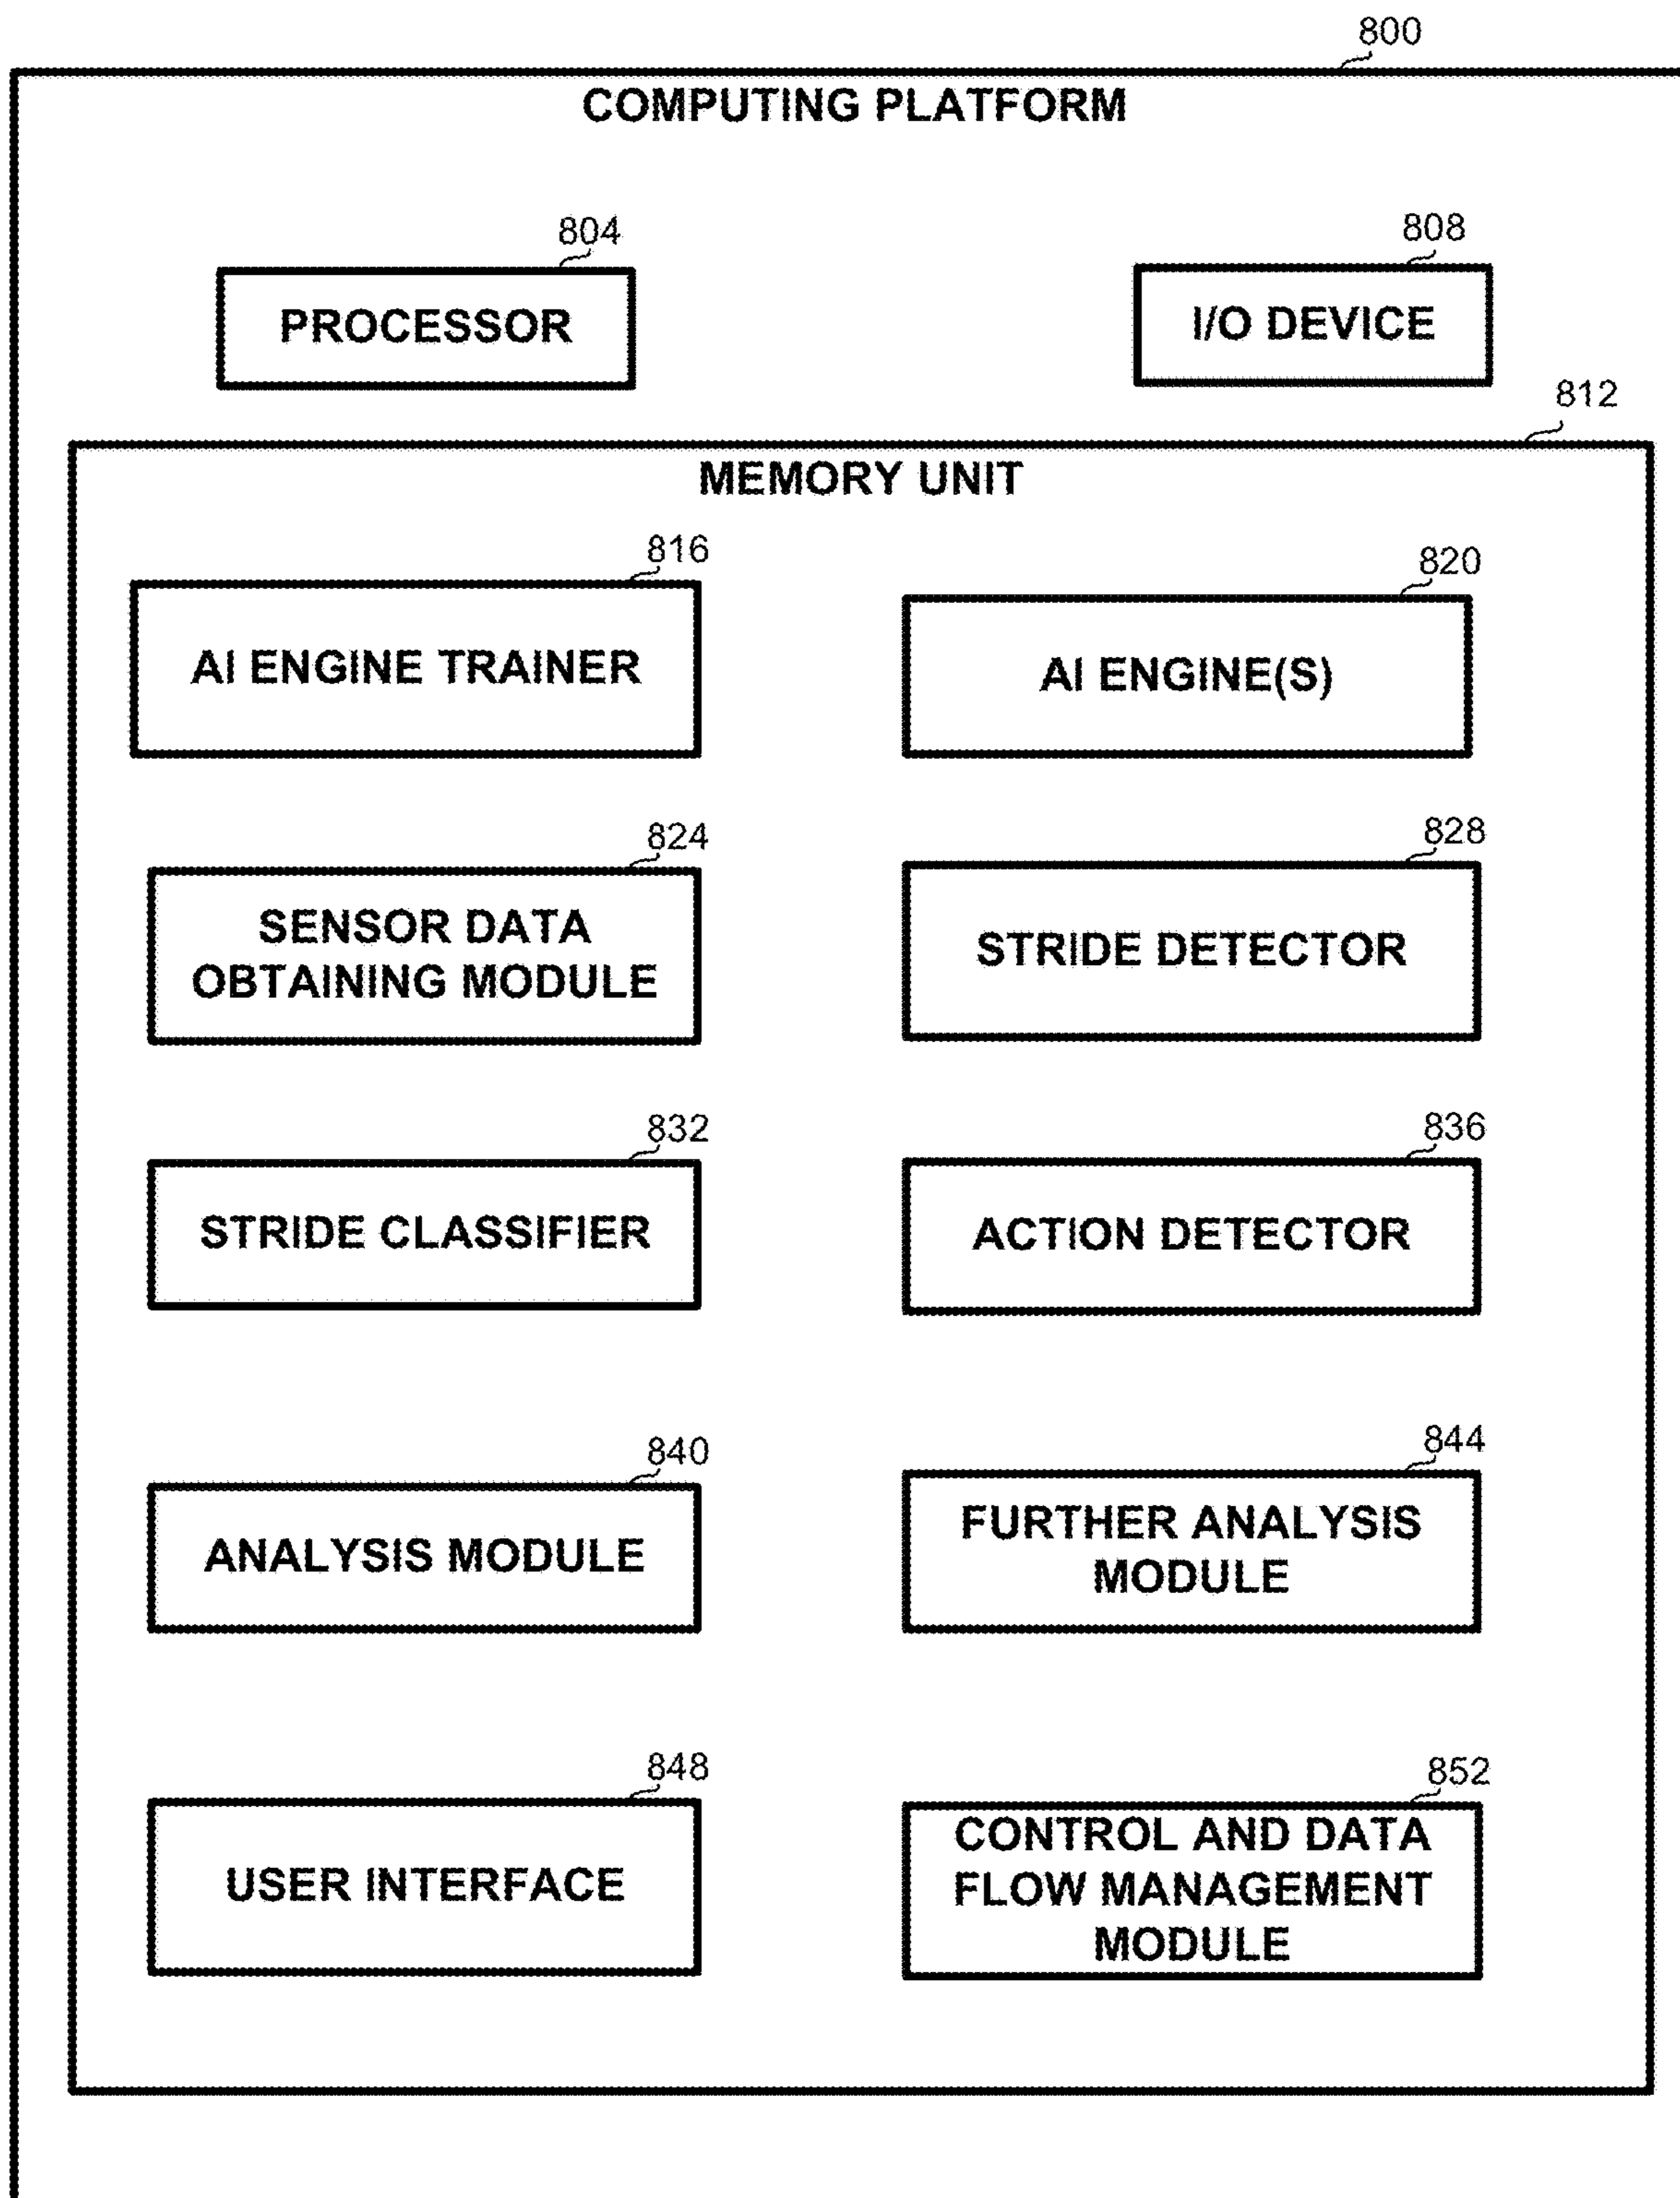 800
COMPUTING PLATFORM
804
PROCESSOR
808
I/O DEVICE
812
MEMORY UNIT
816
AI ENGINE TRAINER
820
AI ENGINE(S)
824
SENSOR DATA
OBTAINING MODULE
828
STRIDE DETECTOR
832
STRIDE CLASSIFIER
836
ACTION DETECTOR
840
ANALYSIS MODULE
844
FURTHER ANALYSIS
MODULE
848
USER INTERFACE
852
CONTROL AND DATA
FLOW MANAGEMENT
MODULE